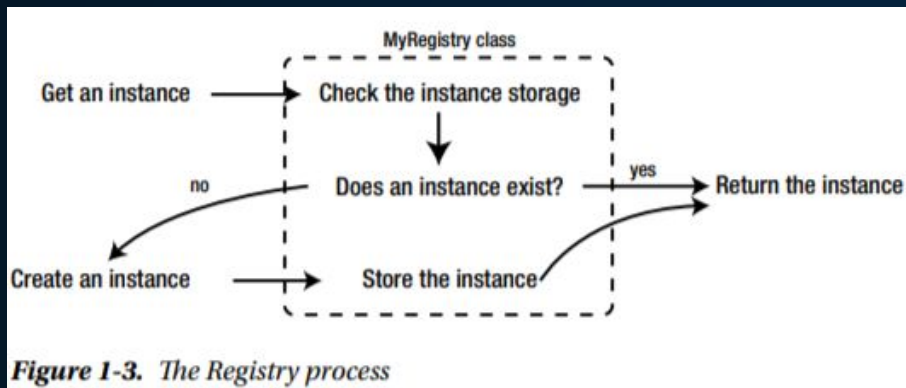 MyRegistry class
Get an instance
Check the instance storage
no
Does an instance exist?
yes
Return the instance
Create an instance
Store the instance
Figure 1-3. The Registry process